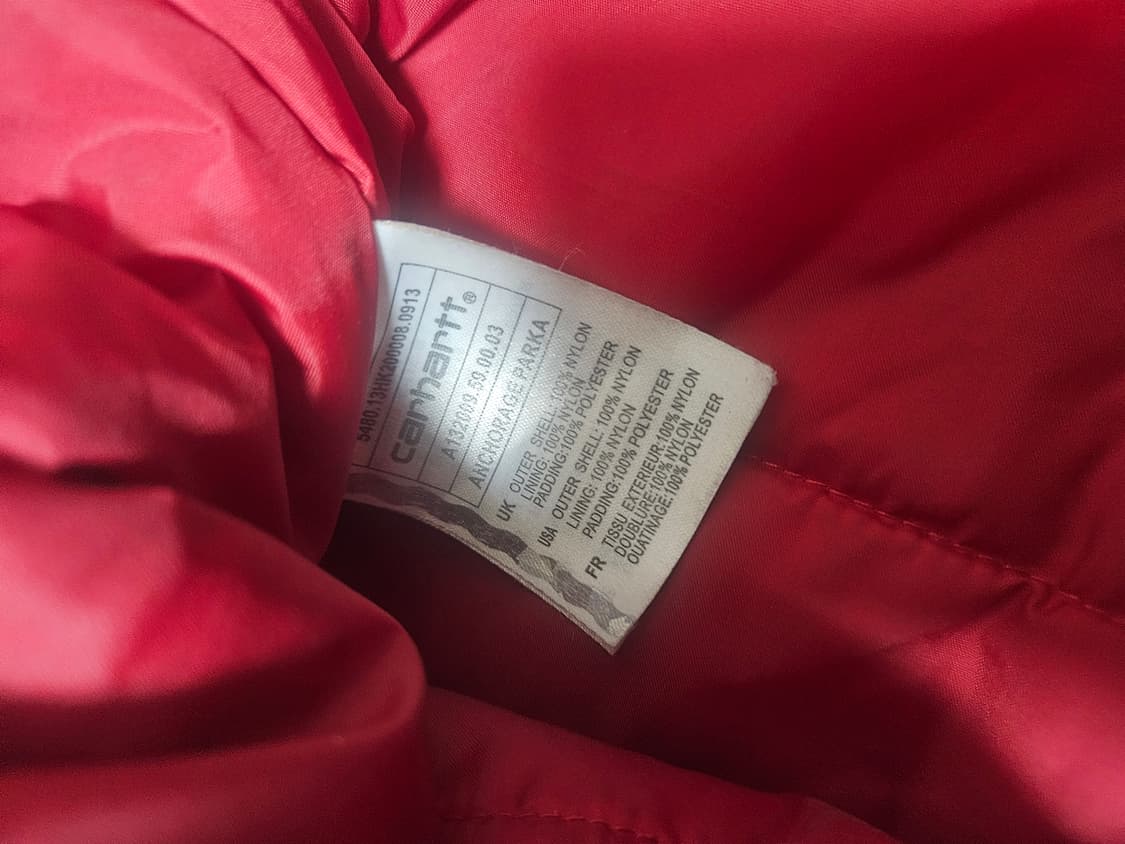 5480.13HK200008.0913
carhartt®
A132009.59.00.03
ANCHORAGE PARKA
UK OUTER SHELL: 100% NYLON
LINING: 100% NYLON
PADDING:100% POLYESTER
USA OUTER SHELL: 100% NYLON
LINING: 100% NYLON
PADDING:100% POLYESTER
FR TISSU EXTERIEUR:100% NYLON
DOUBLURE:100% NYLON
OUATINAGE:100% POLYESTER